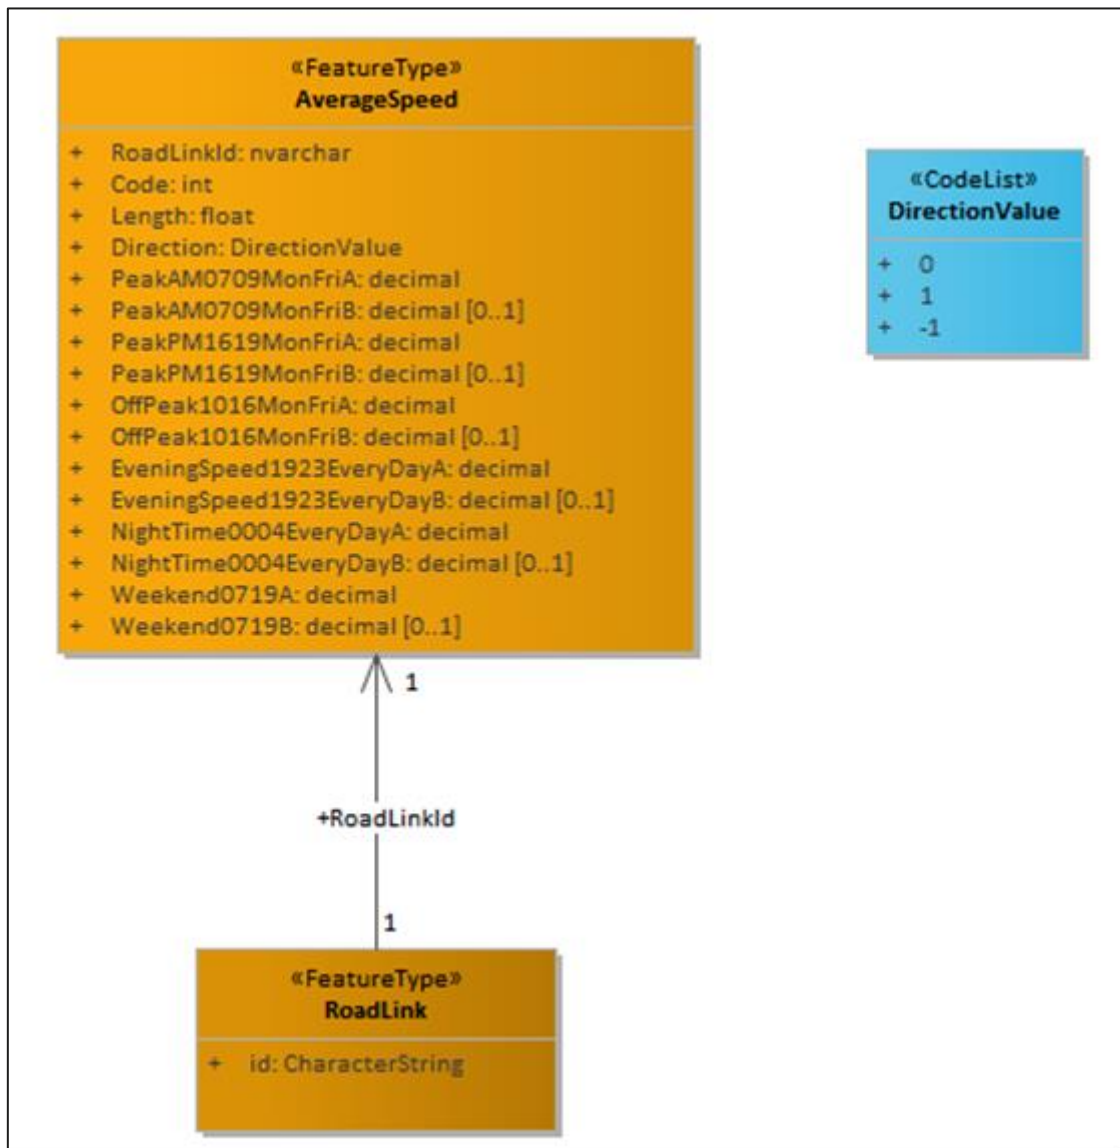 «FeatureType»
AverageSpeed
+ RoadLinkId: nvarchar
+ Code: int
+ Length: float
+ Direction: DirectionValue
+ PeakAM0709MonFriA: decimal
+ PeakAM0709MonFriB: decimal [0..1]
+ PeakPM1619MonFriA: decimal
+ PeakPM1619MonFriB: decimal [0..1]
+ OffPeak1016MonFriA: decimal
+ OffPeak1016MonFriB: decimal [0..1]
+ EveningSpeed1923EveryDayA: decimal
+ EveningSpeed1923EveryDayB: decimal [0..1]
+ NightTime0004EveryDayA: decimal
+ NightTime0004EveryDayB: decimal [0..1]
+ Weekend0719A: decimal
+ Weekend0719B: decimal [0..1]
«CodeList»
DirectionValue
+ 0
+ 1
+ -1
1
+RoadLinkId
1
«FeatureType»
RoadLink
+ id: CharacterString